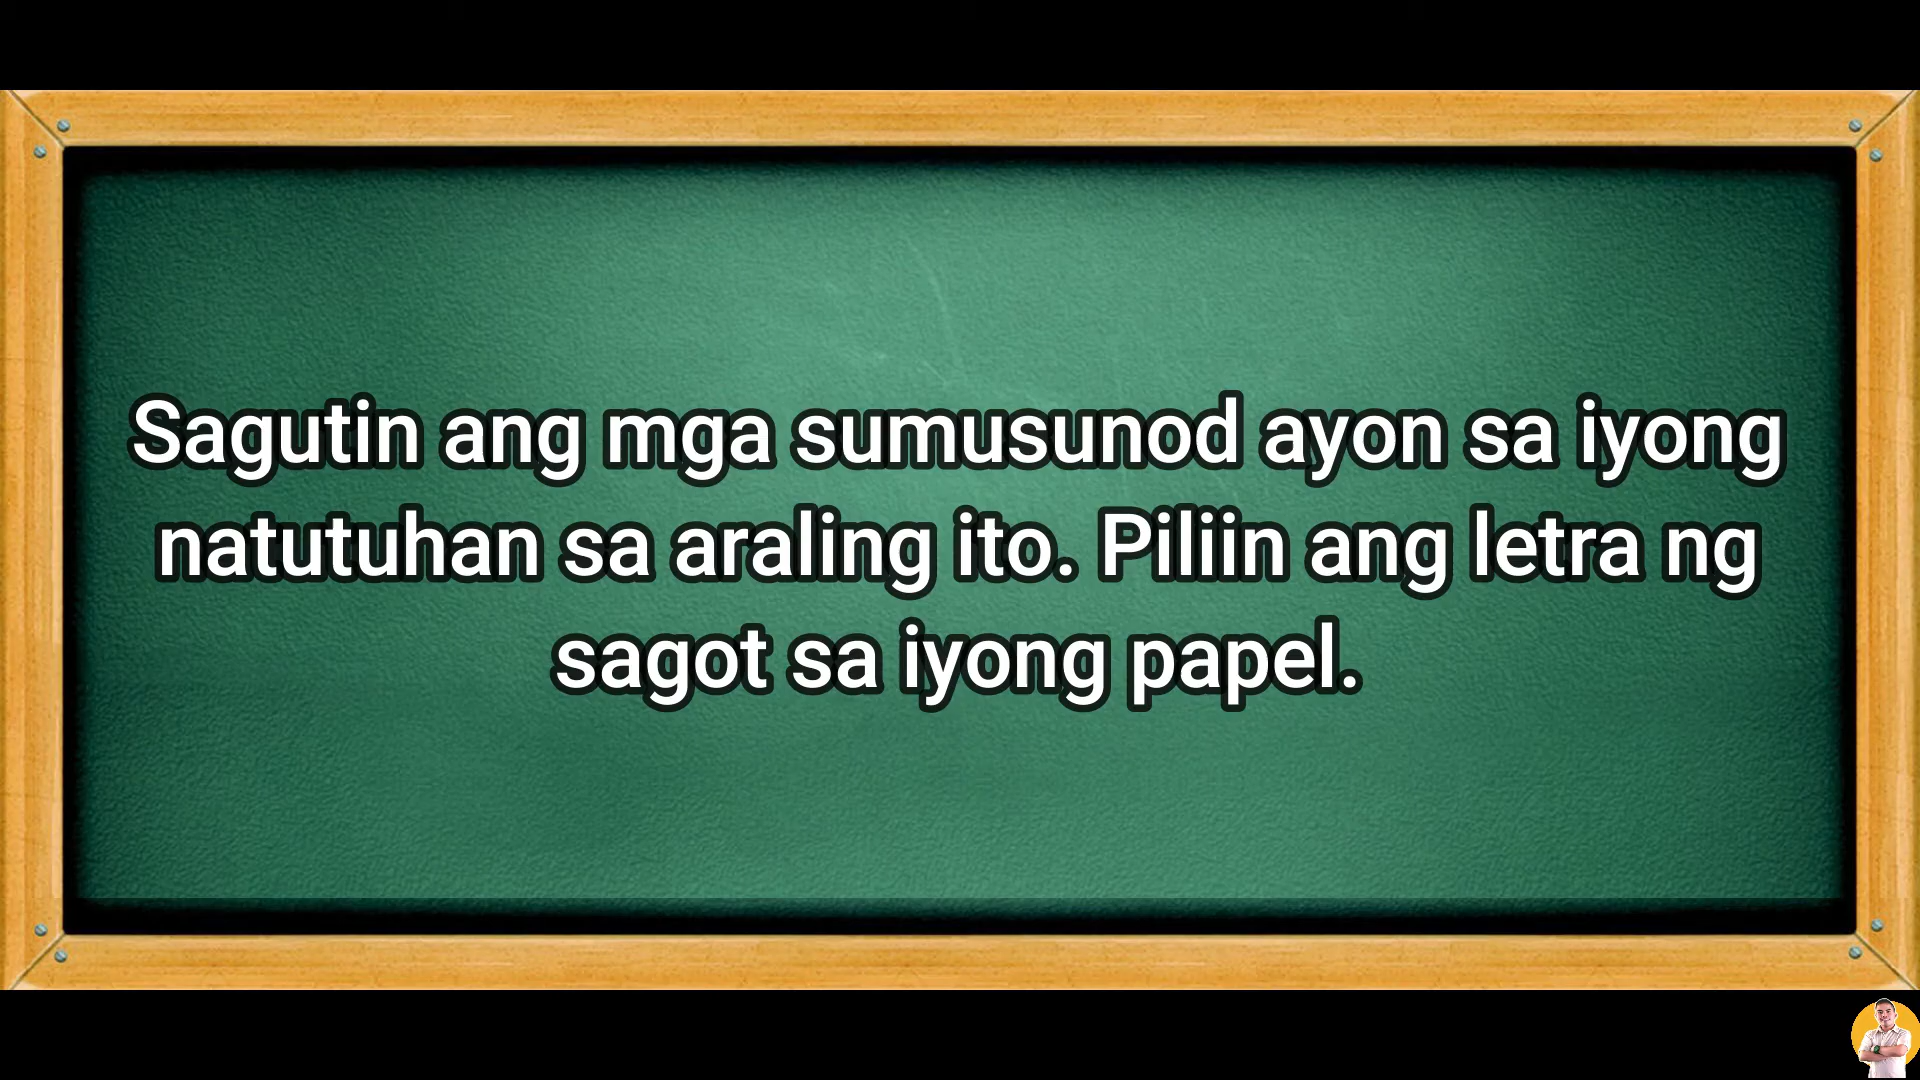 Sagutin ang mga sumusunod ayon sa iyong
natutuhan sa araling ito. Piliin ang letra ng
sagot sa iyong papel.